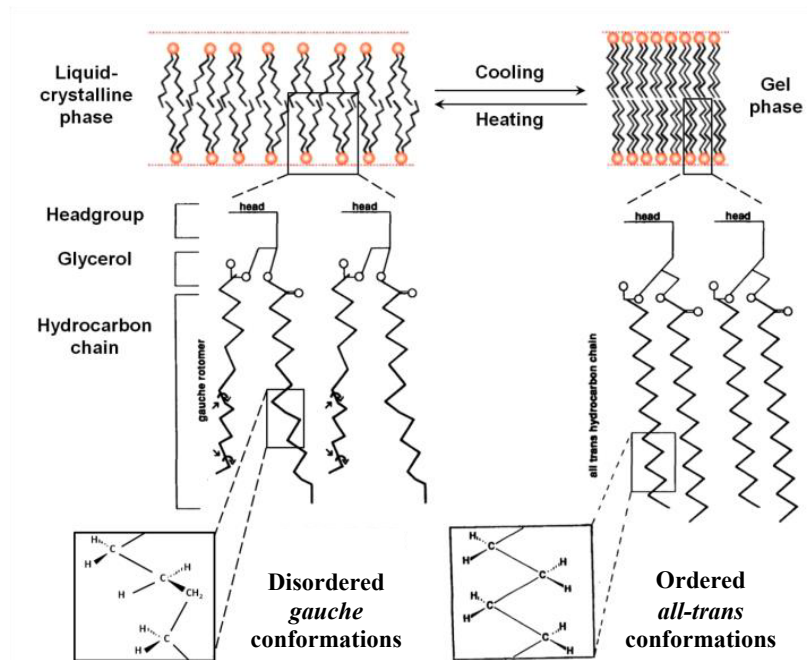 Liquid-
crystalline
phase
Cooling
Heating
Gel
phase
Headgroup
head
head
head
head
Glycerol
Hydrocarbon
chain
gauche rotomer
all trans hydrocarbon chain
H
C
H
H
C
H
CH₂
C
H
H
Disordered
gauche
conformations
H
C
H
H
C
H
H
C
H
H
C
H
Ordered
all-trans
conformations